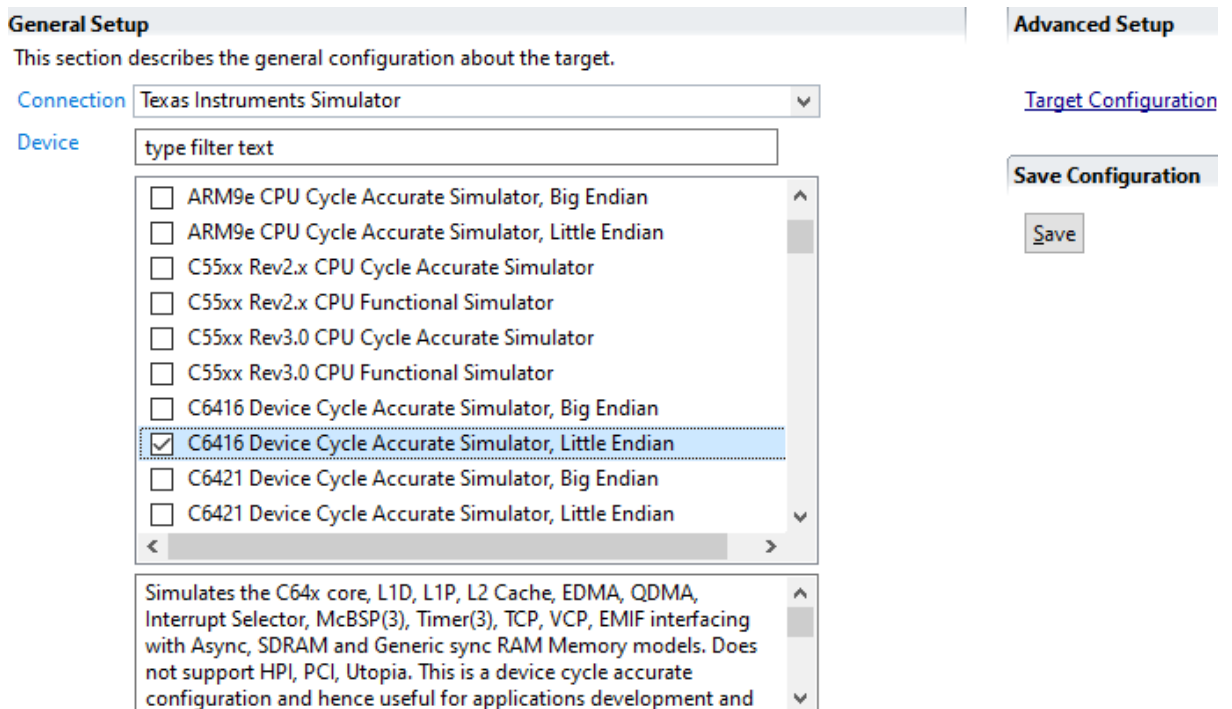 General Setup
This section describes the general configuration about the target.
Connection Texas Instruments Simulator
Device type filter text
ARM9e CPU Cycle Accurate Simulator, Big Endian
ARM9e CPU Cycle Accurate Simulator, Little Endian
C55xx Rev2.x CPU Cycle Accurate Simulator
C55xx Rev2.x CPU Functional Simulator
C55xx Rev3.0 CPU Cycle Accurate Simulator
C55xx Rev3.0 CPU Functional Simulator
C6416 Device Cycle Accurate Simulator, Big Endian
C6416 Device Cycle Accurate Simulator, Little Endian
C6421 Device Cycle Accurate Simulator, Big Endian
C6421 Device Cycle Accurate Simulator, Little Endian
Simulates the C64x core, L1D, L1P, L2 Cache, EDMA, QDMA,
Interrupt Selector, McBSP(3), Timer(3), TCP, VCP, EMIF interfacing
with Async, SDRAM and Generic sync RAM Memory models. Does
not support HPI, PCI, Utopia. This is a device cycle accurate
configuration and hence useful for applications development and
Advanced Setup
Target Configuration
Save Configuration
Save